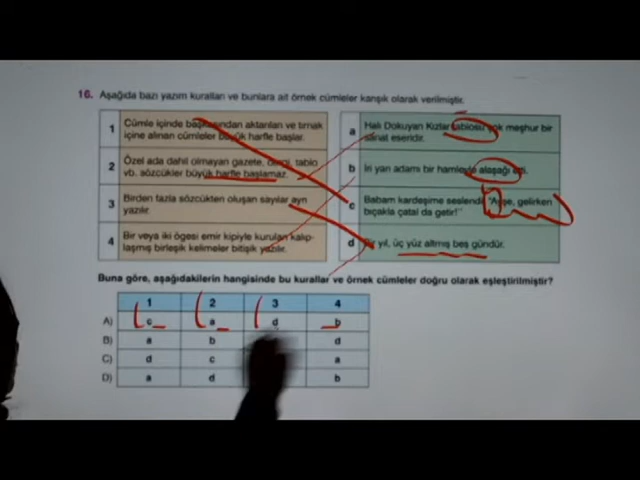 16. Aşağıda bazı yazım kuralları ve bunlara ait örnek cümleler karışık olarak verilmiştir.
1 Cümle içinde başkasından aktarılan ve tırnak
içine alınan cümleler büyük harfle başlar.
2 Özel ada dahil olmayan gazete, dergi, tablo
vb. sözcükler büyük harfle başlamaz.
3 Birden fazla sözcükten oluşan sayılar ayrı
yazılır.
4 Bir veya iki ögesi emir kipiyle kurulan kalıp-
laşmış birleşik kelimeler bitişik yazılır.
a Halı Dokuyan Kızlar tablosu çok meşhur bir
sanat eseridir.
b İri yarı adamı bir hamleyle alaşağı etti.
c Babam kardeşime seslendi: "Ayşe, gelirken
bıçakla çatal da getir!"
d Bir yıl, üç yüz altmış beş gündür.
Buna göre, aşağıdakilerin hangisinde bu kurallar ve örnek cümleler doğru olarak eşleştirilmiştir?
1 2 3 4
A) c a d b
B) a b d
C) d c a
D) a d b